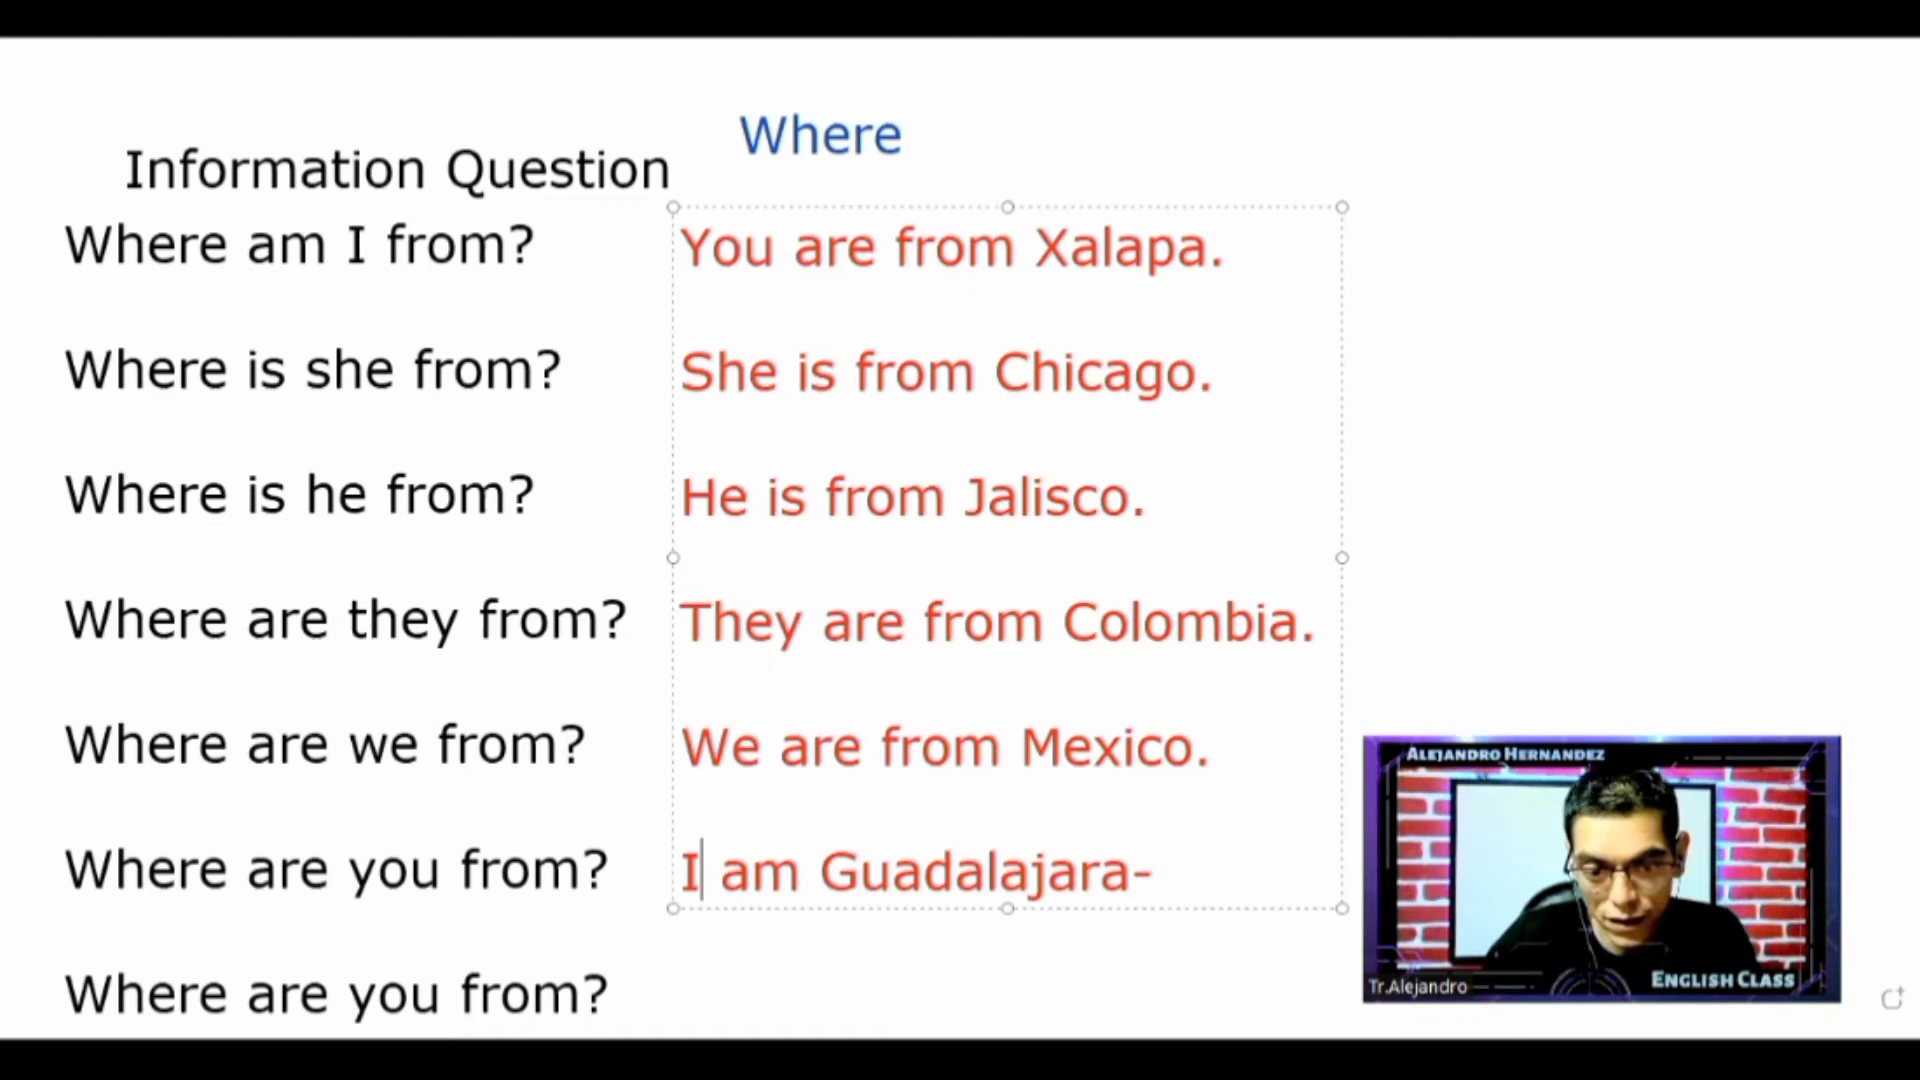 Where
Information Question
Where am I from? You are from Xalapa.
Where is she from? She is from Chicago.
Where is he from? He is from Jalisco.
Where are they from? They are from Colombia.
Where are we from? We are from Mexico.
Where are you from? I am Guadalajara-
Where are you from?
Alejandro Hernandez
English Class
Tr.Alejandro